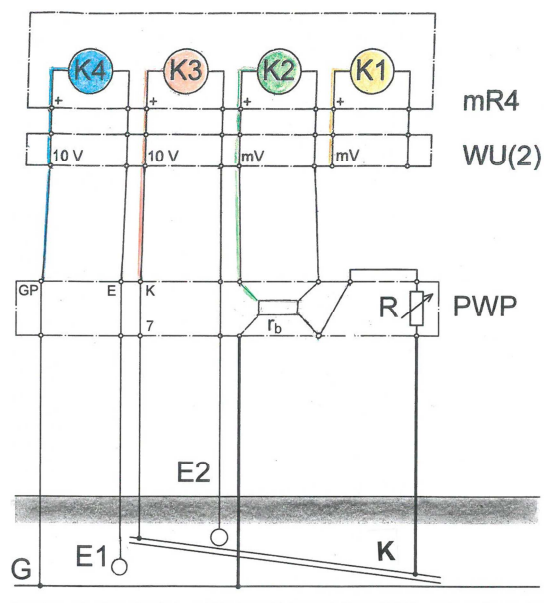 K4 K3 K2 K1
+ + + +
mR4
10 V 10 V mV mV
WU(2)
GP E K
7
rb
R
PWP
E2
E1
K
G